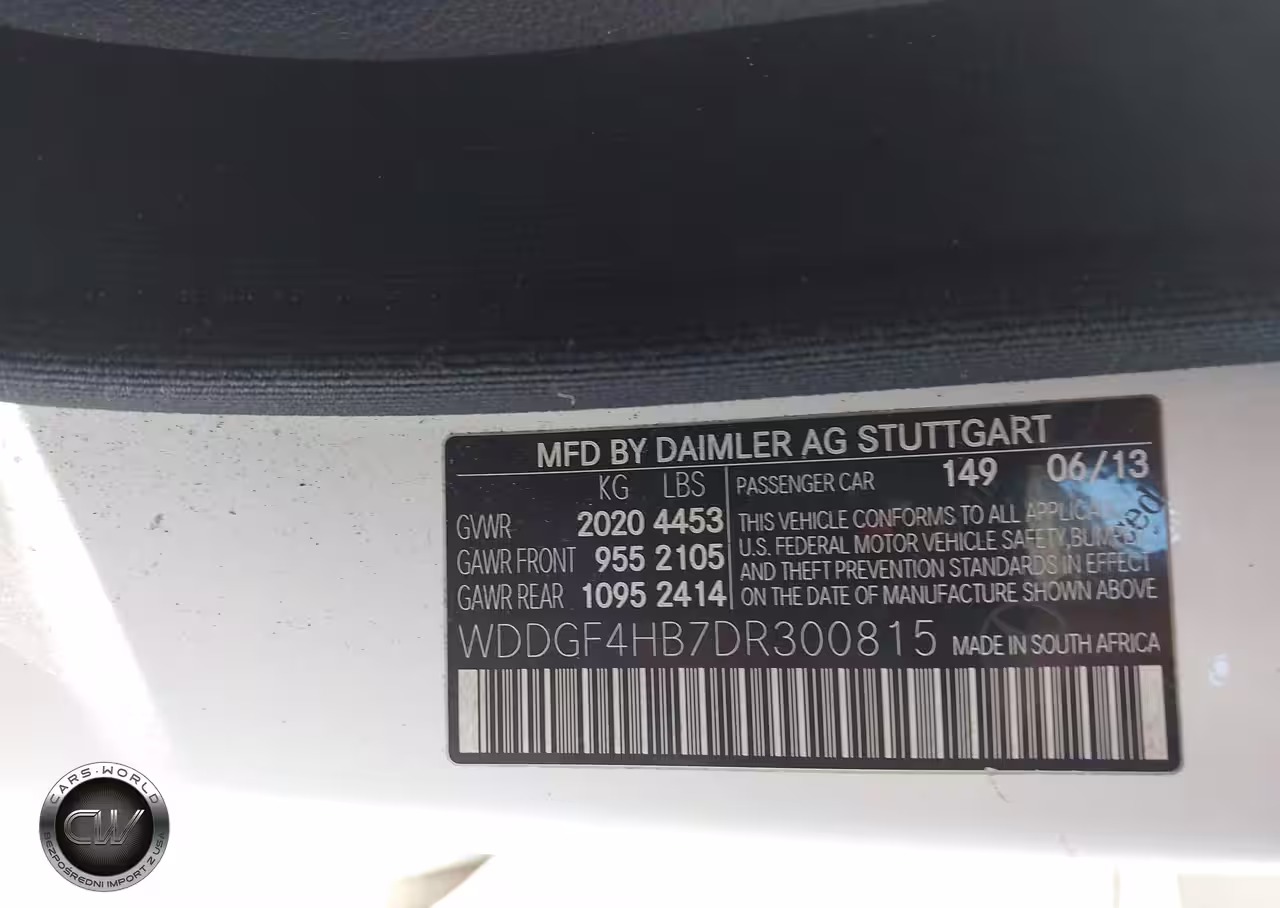 MFD BY DAIMLER AG STUTTGART
KG LBS
GVWR 2020 4453
GAWR FRONT 955 2105
GAWR REAR 1095 2414
PASSENGER CAR 149 06/13
THIS VEHICLE CONFORMS TO ALL
U.S. FEDERAL MOTOR VEHICLE SAFETY,
AND THEFT PREVENTION STANDARDS IN EFFECT
ON THE DATE OF MANUFACTURE SHOWN ABOVE
WDDGF4HB7DR300815 MADE IN SOUTH AFRICA
CARS·WORLD
CW
BEZPOŚREDNI IMPORT Z USA